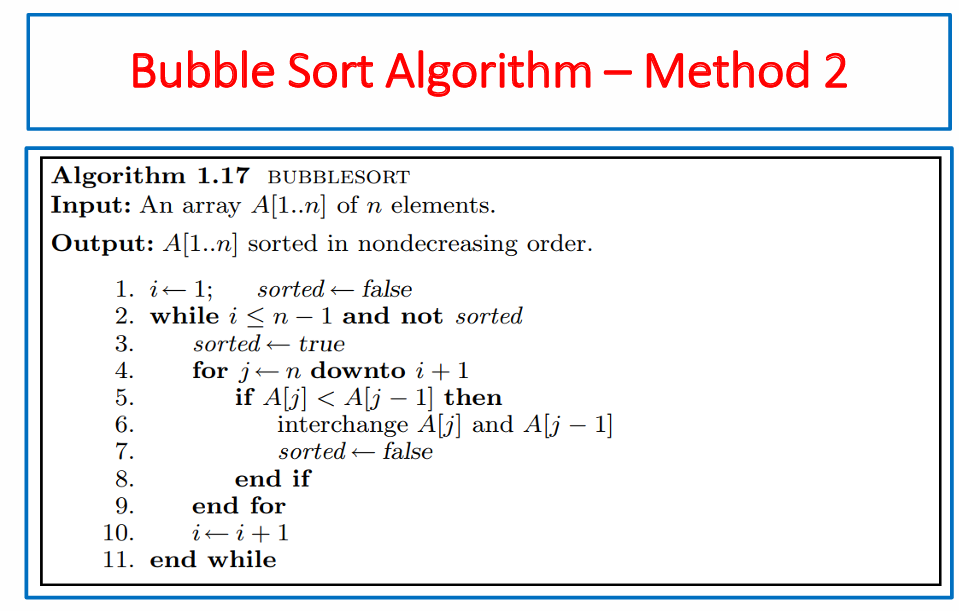 Bubble Sort Algorithm – Method 2
Algorithm 1.17 BUBBLESORT
Input: An array A[1..n] of n elements.
Output: A[1..n] sorted in nondecreasing order.
1. i ← 1; sorted ← false
2. while i ≤ n − 1 and not sorted
3. sorted ← true
4. for j ← n downto i + 1
5. if A[j] < A[j − 1] then
6. interchange A[j] and A[j − 1]
7. sorted ← false
8. end if
9. end for
10. i ← i + 1
11. end while